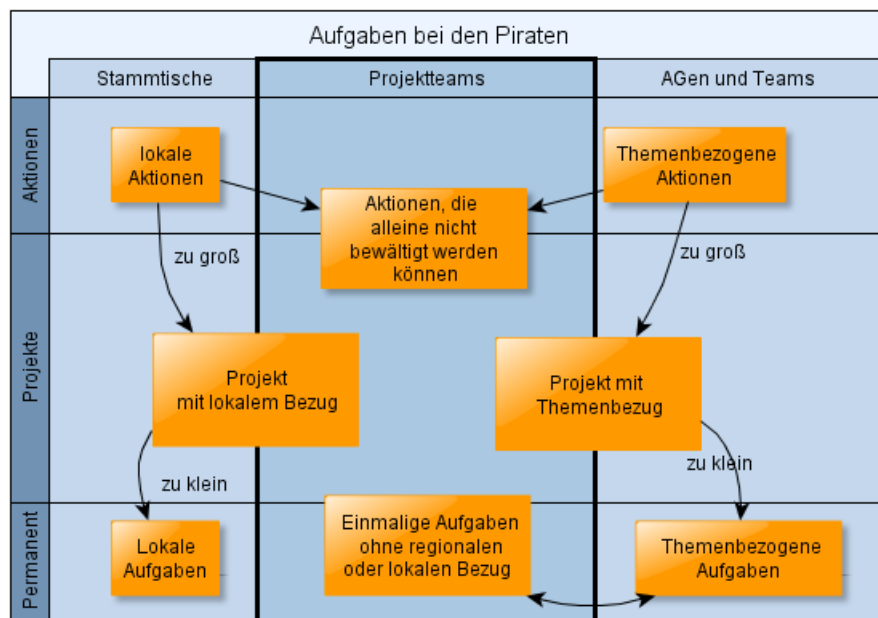 Aufgaben bei den Piraten
Stammtische
Projektteams
AGen und Teams
Aktionen
lokale
Aktionen
Themenbezogene
Aktionen
Aktionen, die
alleine nicht
bewältigt werden
können
zu groß
zu groß
Projekte
Projekt
mit lokalem Bezug
Projekt mit
Themenbezug
zu klein
zu klein
Permanent
Lokale
Aufgaben
Einmalige Aufgaben
ohne regionalen
oder lokalen Bezug
Themenbezogene
Aufgaben